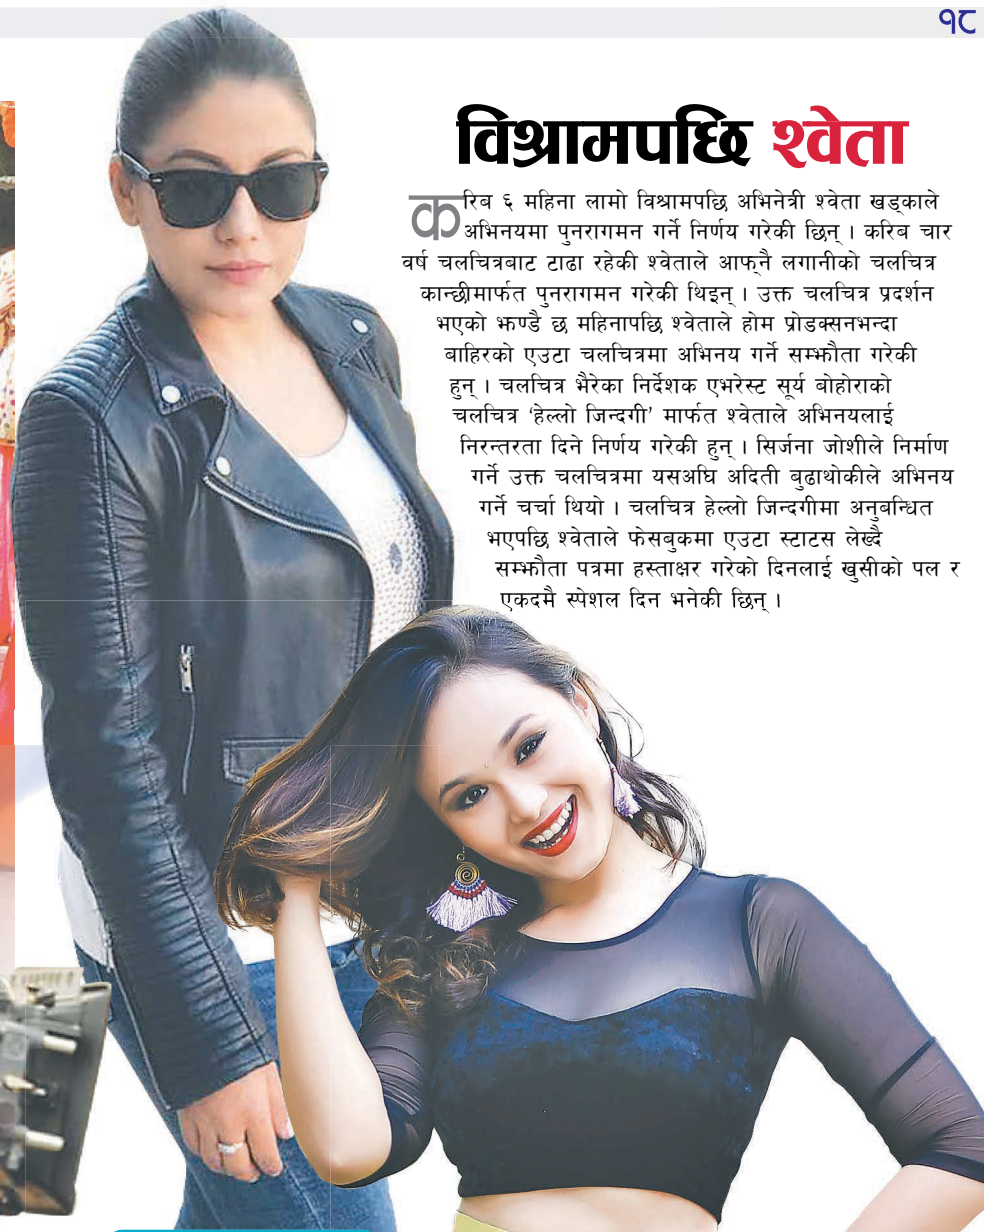 १८
विश्रामपछि श्वेता
करिब ६ महिना लामो विश्रामपछि अभिनेत्री श्वेता खड्काले
अभिनयमा पुनरागमन गर्ने निर्णय गरेकी छिन् । करिब चार
वर्ष चलचित्रबाट टाढा रहेकी श्वेताले आफ्नै लगानीको चलचित्र
कान्छीमार्फत पुनरागमन गरेकी थिइन् । उक्त चलचित्र प्रदर्शन
भएको झण्डै छ महिनापछि श्वेताले होम प्रोडक्सनभन्दा
बाहिरको एउटा चलचित्रमा अभिनय गर्ने सम्झौता गरेकी
हुन् । चलचित्र भैरेका निर्देशक एभरेस्ट सूर्य बोहोराको
चलचित्र ‘हेल्लो जिन्दगी’ मार्फत श्वेताले अभिनयलाई
निरन्तरता दिने निर्णय गरेकी हुन् । सिर्जना जोशीले निर्माण
गर्ने उक्त चलचित्रमा यसअघि अदिती बुढाथोकीले अभिनय
गर्ने चर्चा थियो । चलचित्र हेल्लो जिन्दगीमा अनुबन्धित
भएपछि श्वेताले फेसबुकमा एउटा स्टाटस लेख्दै
सम्झौता पत्रमा हस्ताक्षर गरेको दिनलाई खुसीको पल र
एकदमै स्पेशल दिन भनेकी छिन् ।